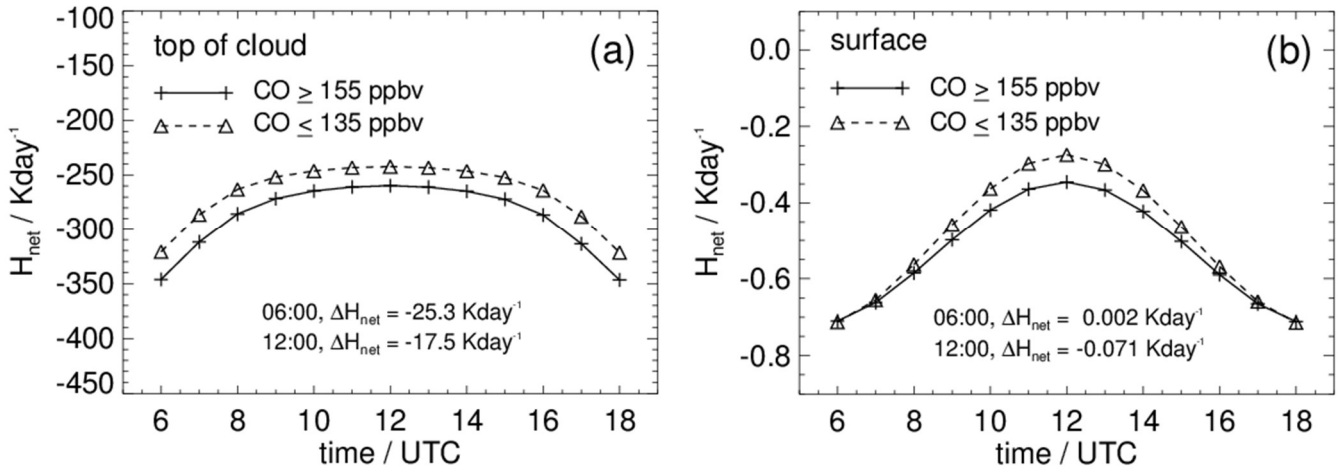 -100
-150
-200
-250
-300
-350
-400
-450
H_net / Kday⁻¹
top of cloud
(a)
CO ≥ 155 ppbv
CO ≤ 135 ppbv
06:00, ΔH_net = -25.3 Kday⁻¹
12:00, ΔH_net = -17.5 Kday⁻¹
6 8 10 12 14 16 18
time / UTC
0.0
-0.2
-0.4
-0.6
-0.8
H_net / Kday⁻¹
surface
(b)
CO ≥ 155 ppbv
CO ≤ 135 ppbv
06:00, ΔH_net = 0.002 Kday⁻¹
12:00, ΔH_net = -0.071 Kday⁻¹
6 8 10 12 14 16 18
time / UTC